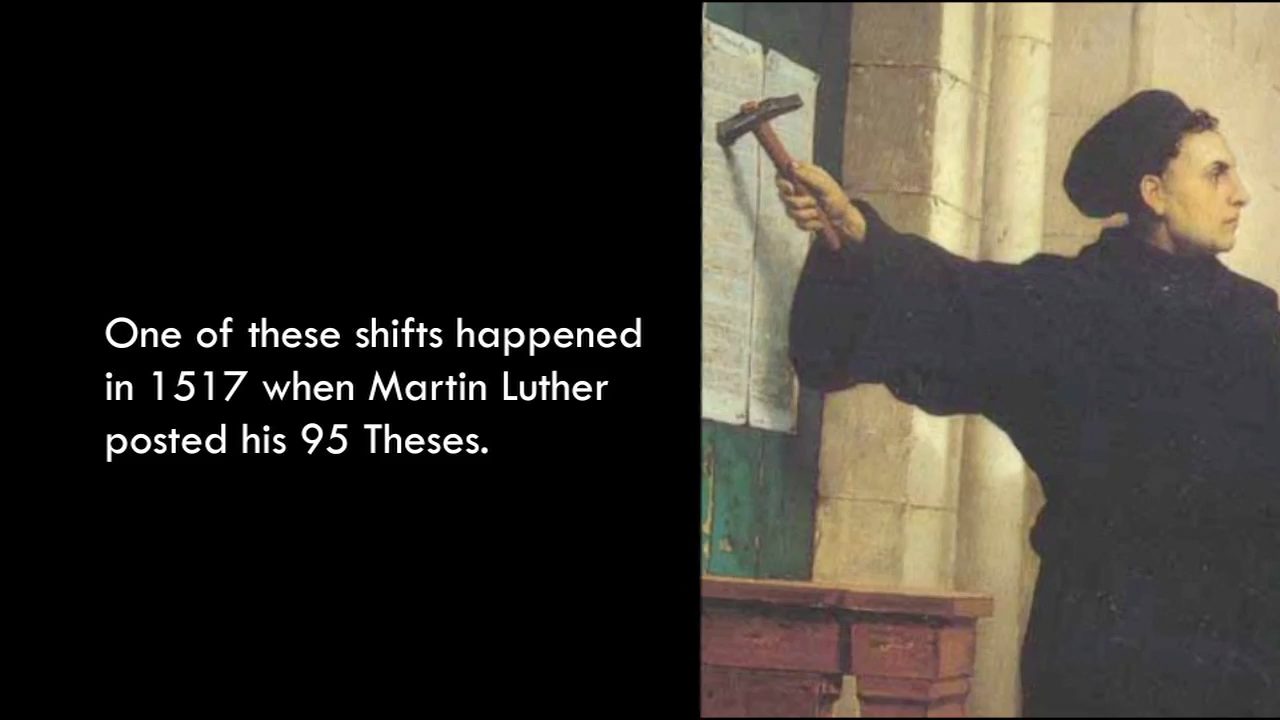 One of these shifts happened
in 1517 when Martin Luther
posted his 95 Theses.